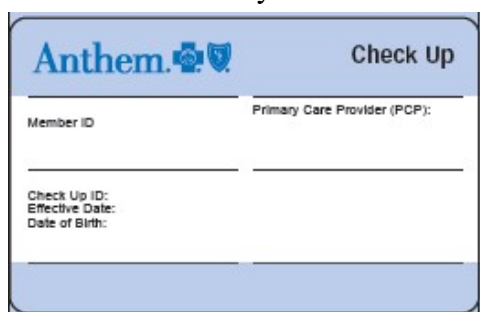 Anthem.
Check Up
Member ID
Primary Care Provider (PCP):
Check Up ID:
Effective Date:
Date of Birth: